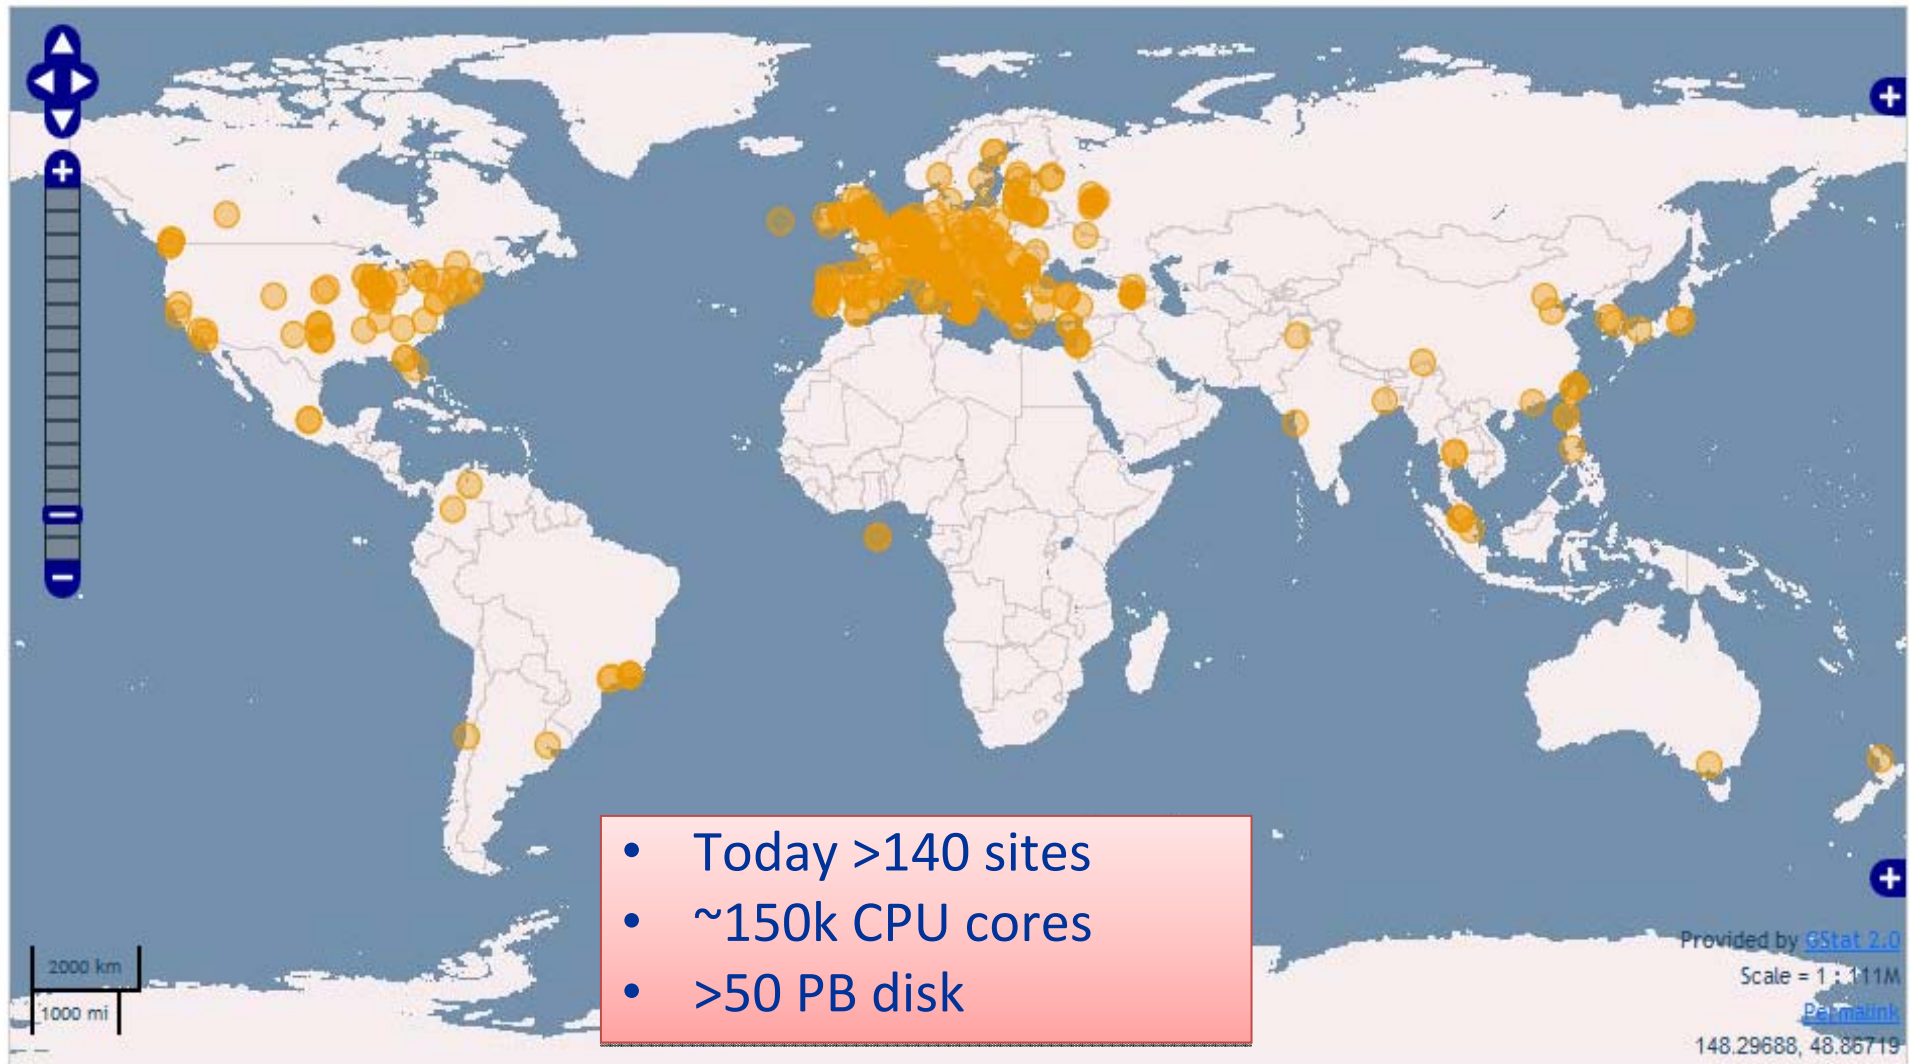 • Today >140 sites
• ~150k CPU cores
• >50 PB disk
2000 km
1000 mi
Provided by GStat 2.0
Scale = 1 : 111M
Permalink
148.29688, 48.86719